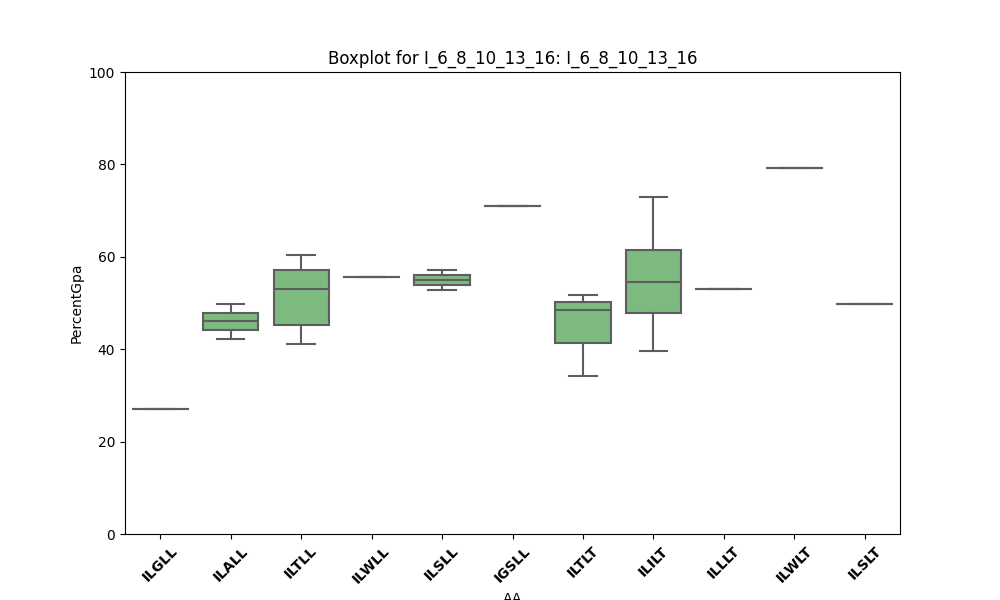 Boxplot for I_6_8_10_13_16: I_6_8_10_13_16
100
80
60
40
20
0
PercentGpa
ILGLL
ILALL
ILTLL
ILWLL
ILSLL
IGSLL
ILTLT
ILILT
ILLLT
ILWLT
ILSLT
AA